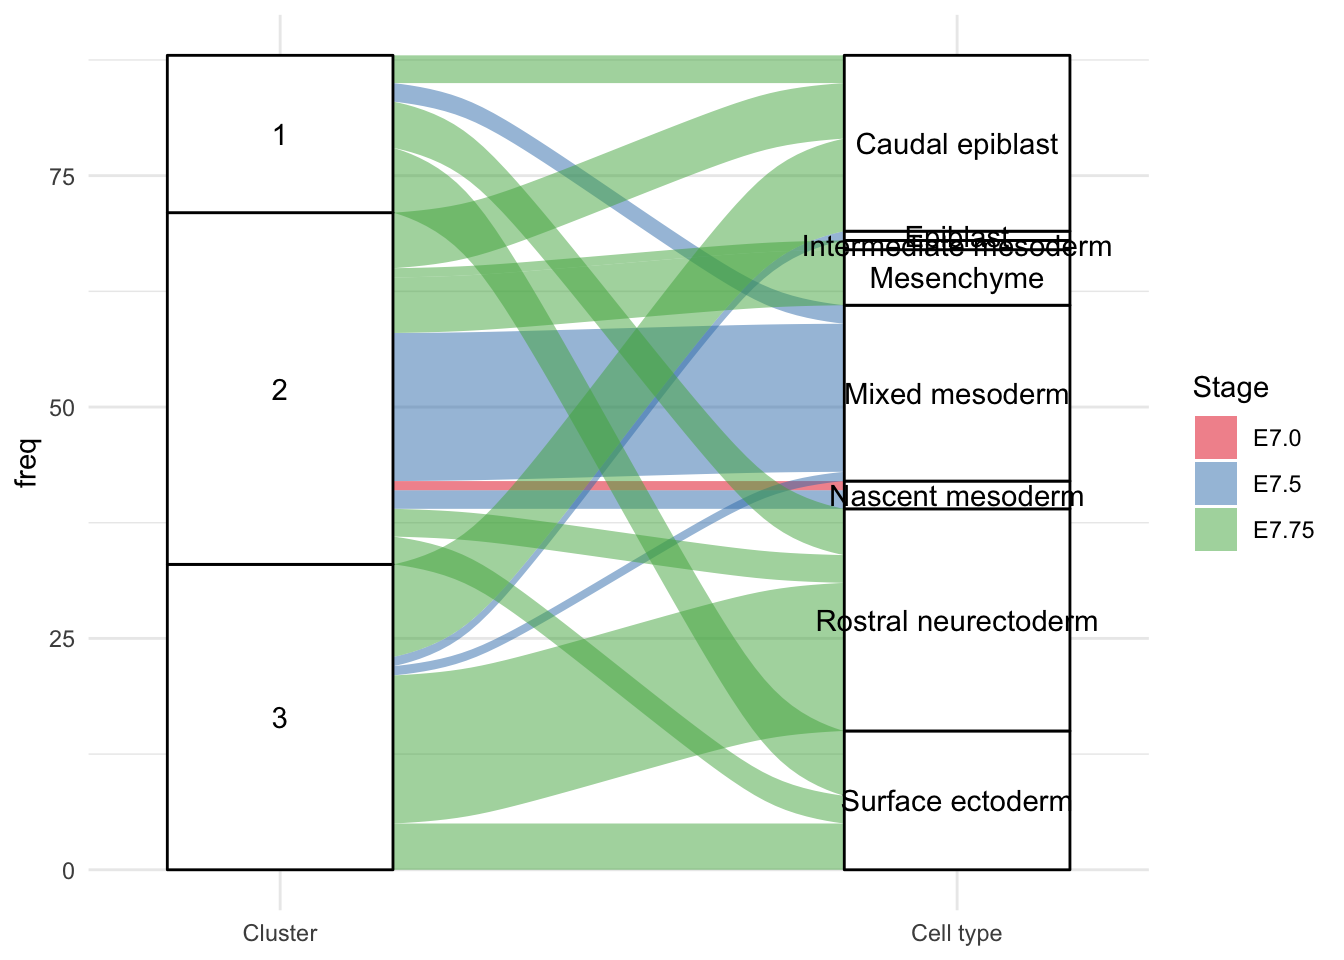 freq
75
50
25
0
1
2
3
Caudal epiblast
Epiblast
Intermediate mesoderm
Mesenchyme
Mixed mesoderm
Nascent mesoderm
Rostral neurectoderm
Surface ectoderm
Cluster
Cell type
Stage
E7.0
E7.5
E7.75